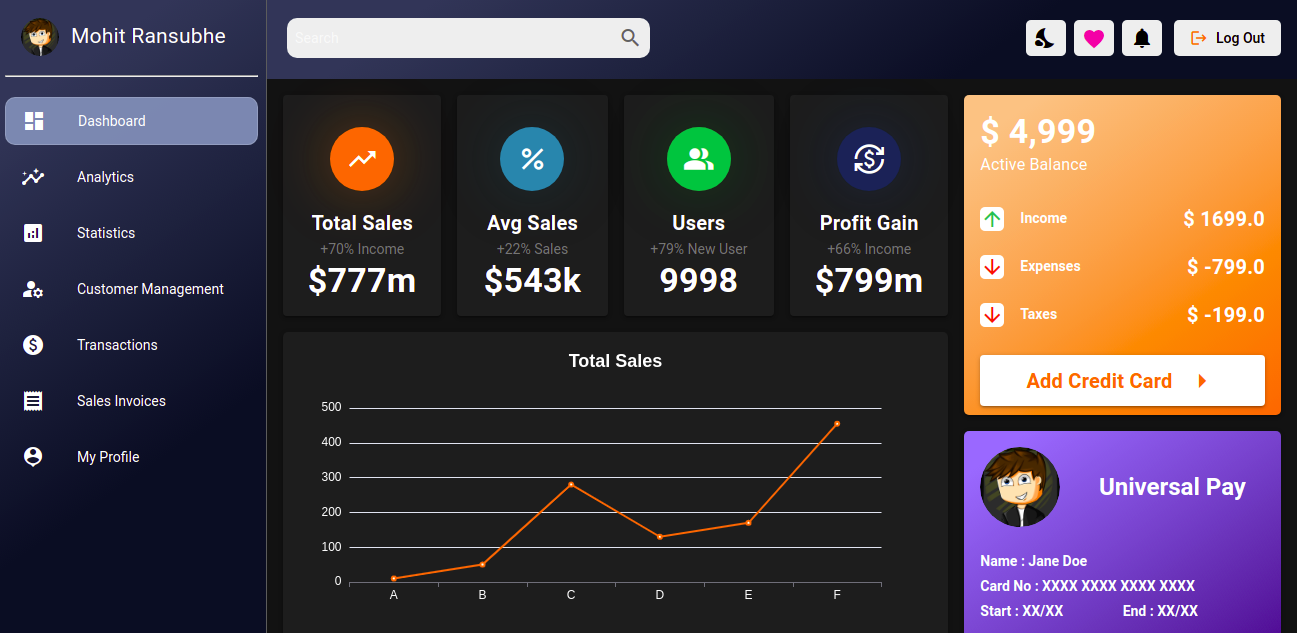 Mohit Ransubhe
Dashboard
Analytics
Statistics
Customer Management
Transactions
Sales Invoices
My Profile
Search
Log Out
Total Sales
+70% Income
$777m
Avg Sales
+22% Sales
$543k
Users
+79% New User
9998
Profit Gain
+66% Income
$799m
Total Sales
500
400
300
200
100
0
A B C D E F
$ 4,999
Active Balance
Income $ 1699.0
Expenses $ -799.0
Taxes $ -199.0
Add Credit Card
Universal Pay
Name : Jane Doe
Card No : XXXX XXXX XXXX XXXX
Start : XX/XX End : XX/XX